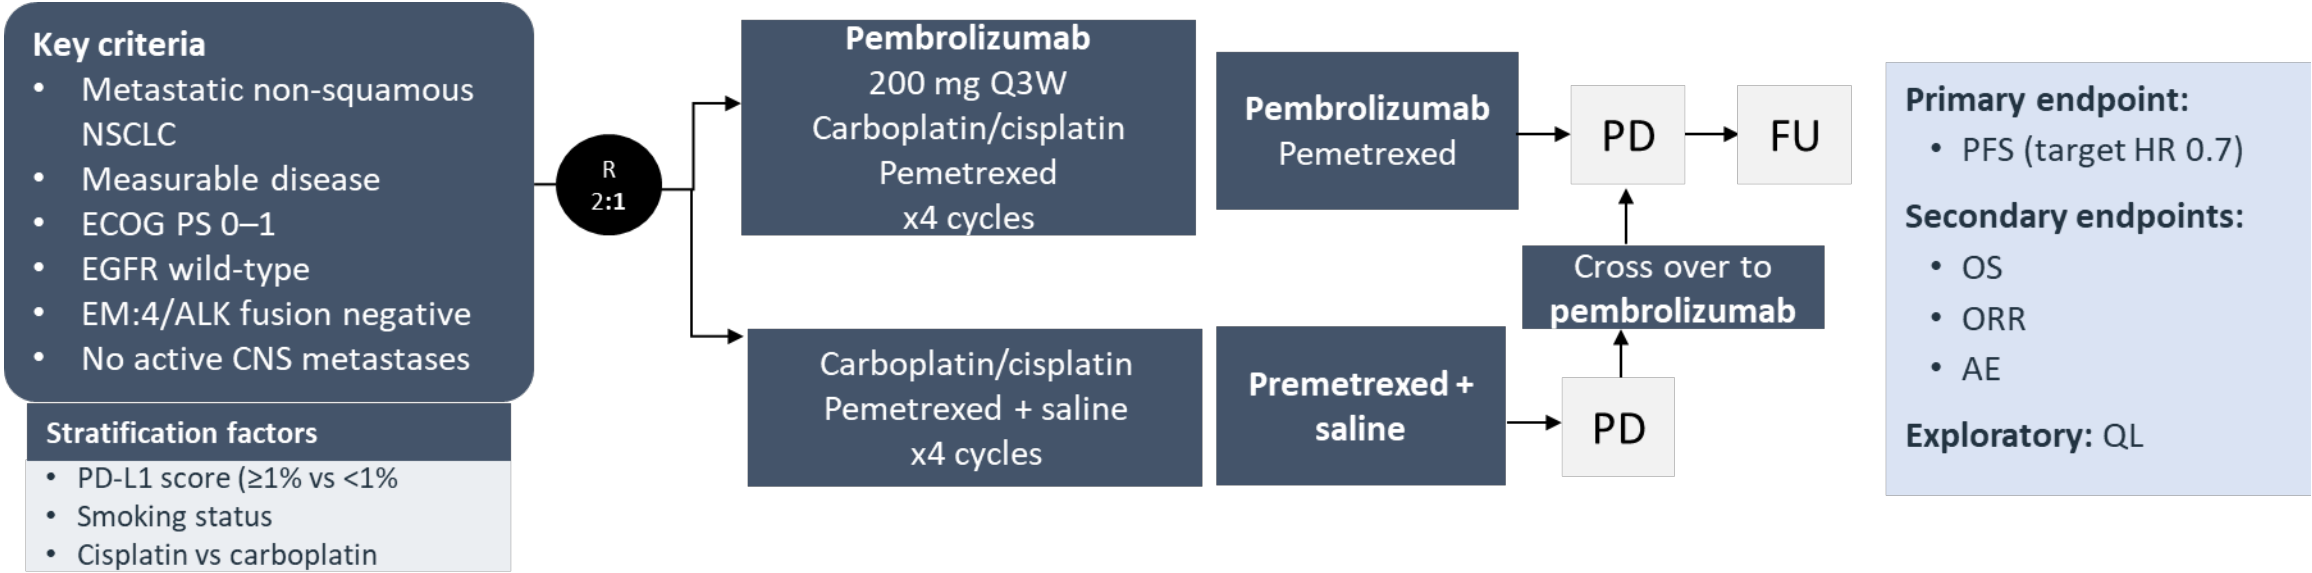 Key criteria
• Metastatic non-squamous
NSCLC
• Measurable disease
• ECOG PS 0–1
• EGFR wild-type
• EM:4/ALK fusion negative
• No active CNS metastases
Stratification factors
• PD-L1 score (≥1% vs <1%
• Smoking status
• Cisplatin vs carboplatin
R
2:1
Pembrolizumab
200 mg Q3W
Carboplatin/cisplatin
Pemetrexed
x4 cycles
Pembrolizumab
Pemetrexed
PD
FU
Cross over to
pembrolizumab
Carboplatin/cisplatin
Pemetrexed + saline
x4 cycles
Premetrexed +
saline
PD
Primary endpoint:
• PFS (target HR 0.7)
Secondary endpoints:
• OS
• ORR
• AE
Exploratory: QL